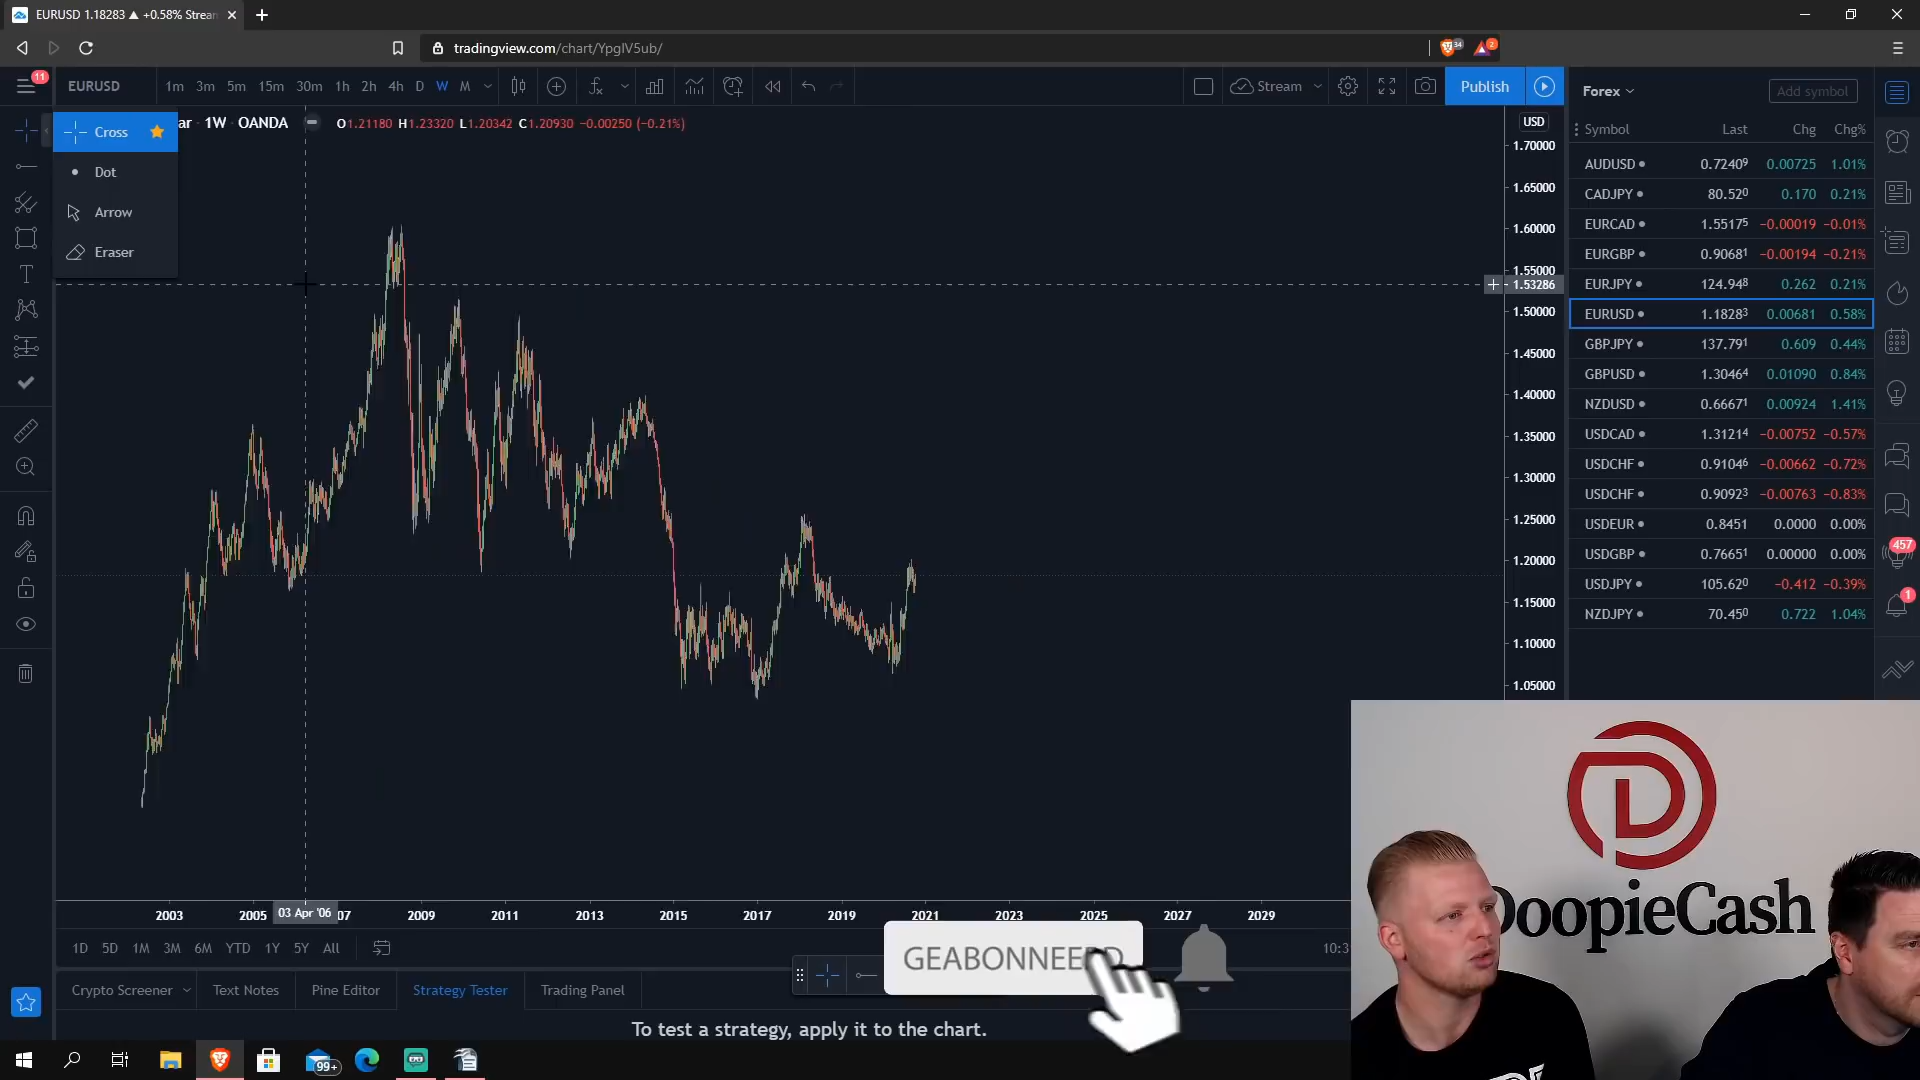 EURUSD 1.18283 ▲ +0.58% Strea
tradingview.com/chart/YpgIV5ub/
34
2
11
EURUSD
1m 3m 5m 15m 30m 1h 2h 4h D W M
Stream
Publish
ar · 1W · OANDA
O1.21180 H1.23320 L1.20342 C1.20930 −0.00250 (−0.21%)
Cross
Dot
Arrow
Eraser
USD
1.70000
1.65000
1.60000
1.55000
1.53286
1.50000
1.45000
1.40000
1.35000
1.30000
1.25000
1.20000
1.15000
1.10000
1.05000
Forex
Add symbol
Symbol Last Chg Chg%
AUDUSD 0.72409 0.00725 1.01%
CADJPY 80.520 0.170 0.21%
EURCAD 1.55175 −0.00019 −0.01%
EURGBP 0.90681 −0.00194 −0.21%
EURJPY 124.948 0.262 0.21%
EURUSD 1.18283 0.00681 0.58%
GBPJPY 137.791 0.609 0.44%
GBPUSD 1.30464 0.01090 0.84%
NZDUSD 0.66671 0.00924 1.41%
USDCAD 1.31214 −0.00752 −0.57%
USDCHF 0.91046 −0.00662 −0.72%
USDCHF 0.90923 −0.00763 −0.83%
USDEUR 0.8451 0.0000 0.00%
USDGBP 0.76651 0.00000 0.00%
USDJPY 105.620 −0.412 −0.39%
NZDJPY 70.450 0.722 1.04%
457
1
2003 2005 03 Apr '06 07 2009 2011 2013 2015 2017 2019 2021 2023 2025 2027 2029
1D 5D 1M 3M 6M YTD 1Y 5Y All
10:3
GEABONNEERD
DoopieCash
Crypto Screener Text Notes Pine Editor Strategy Tester Trading Panel
To test a strategy, apply it to the chart.
99+